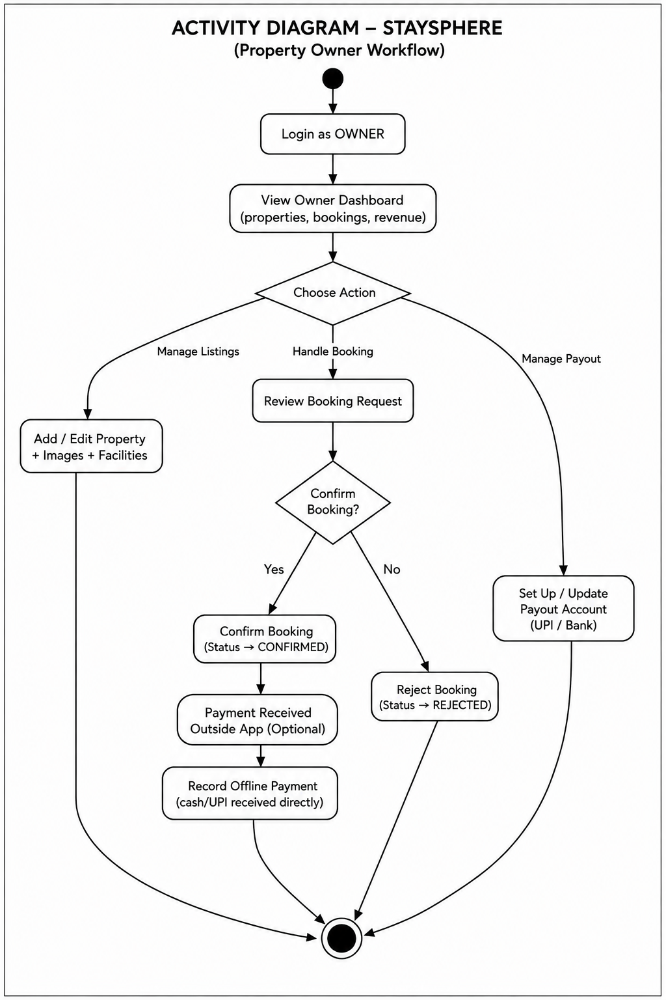 ACTIVITY DIAGRAM – STAYSPHERE
(Property Owner Workflow)
Login as OWNER
View Owner Dashboard
(properties, bookings, revenue)
Choose Action
Manage Listings
Handle Booking
Manage Payout
Review Booking Request
Add / Edit Property
+ Images + Facilities
Confirm
Booking?
Yes
No
Set Up / Update
Payout Account
(UPI / Bank)
Confirm Booking
(Status → CONFIRMED)
Reject Booking
(Status → REJECTED)
Payment Received
Outside App (Optional)
Record Offline Payment
(cash/UPI received directly)